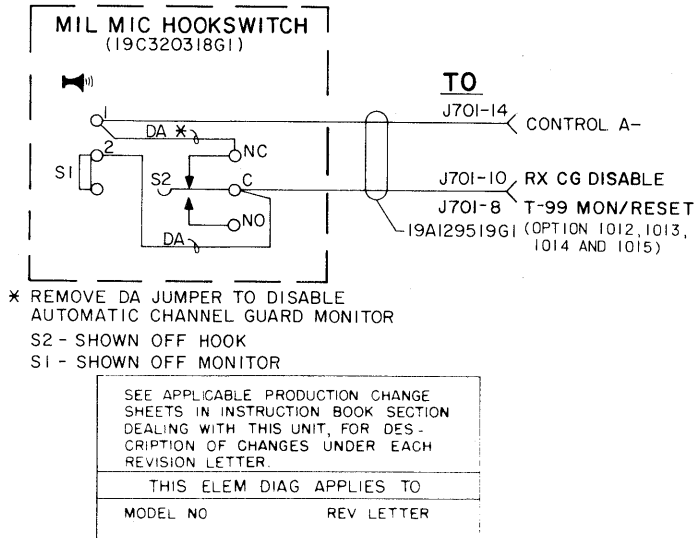 MIL MIC HOOKSWITCH
(19C320318G1)
TO
1
J701-14
CONTROL A-
DA *
2
NC
S1
S2
C
J701-10
RX CG DISABLE
J701-8
T-99 MON/RESET
NO
19A129519G1
(OPTION 1012, 1013,
1014 AND 1015)
DA
* REMOVE DA JUMPER TO DISABLE
AUTOMATIC CHANNEL GUARD MONITOR
S2 - SHOWN OFF HOOK
S1 - SHOWN OFF MONITOR
SEE APPLICABLE PRODUCTION CHANGE
SHEETS IN INSTRUCTION BOOK SECTION
DEALING WITH THIS UNIT, FOR DES-
CRIPTION OF CHANGES UNDER EACH
REVISION LETTER.
THIS ELEM DIAG APPLIES TO
MODEL NO REV LETTER